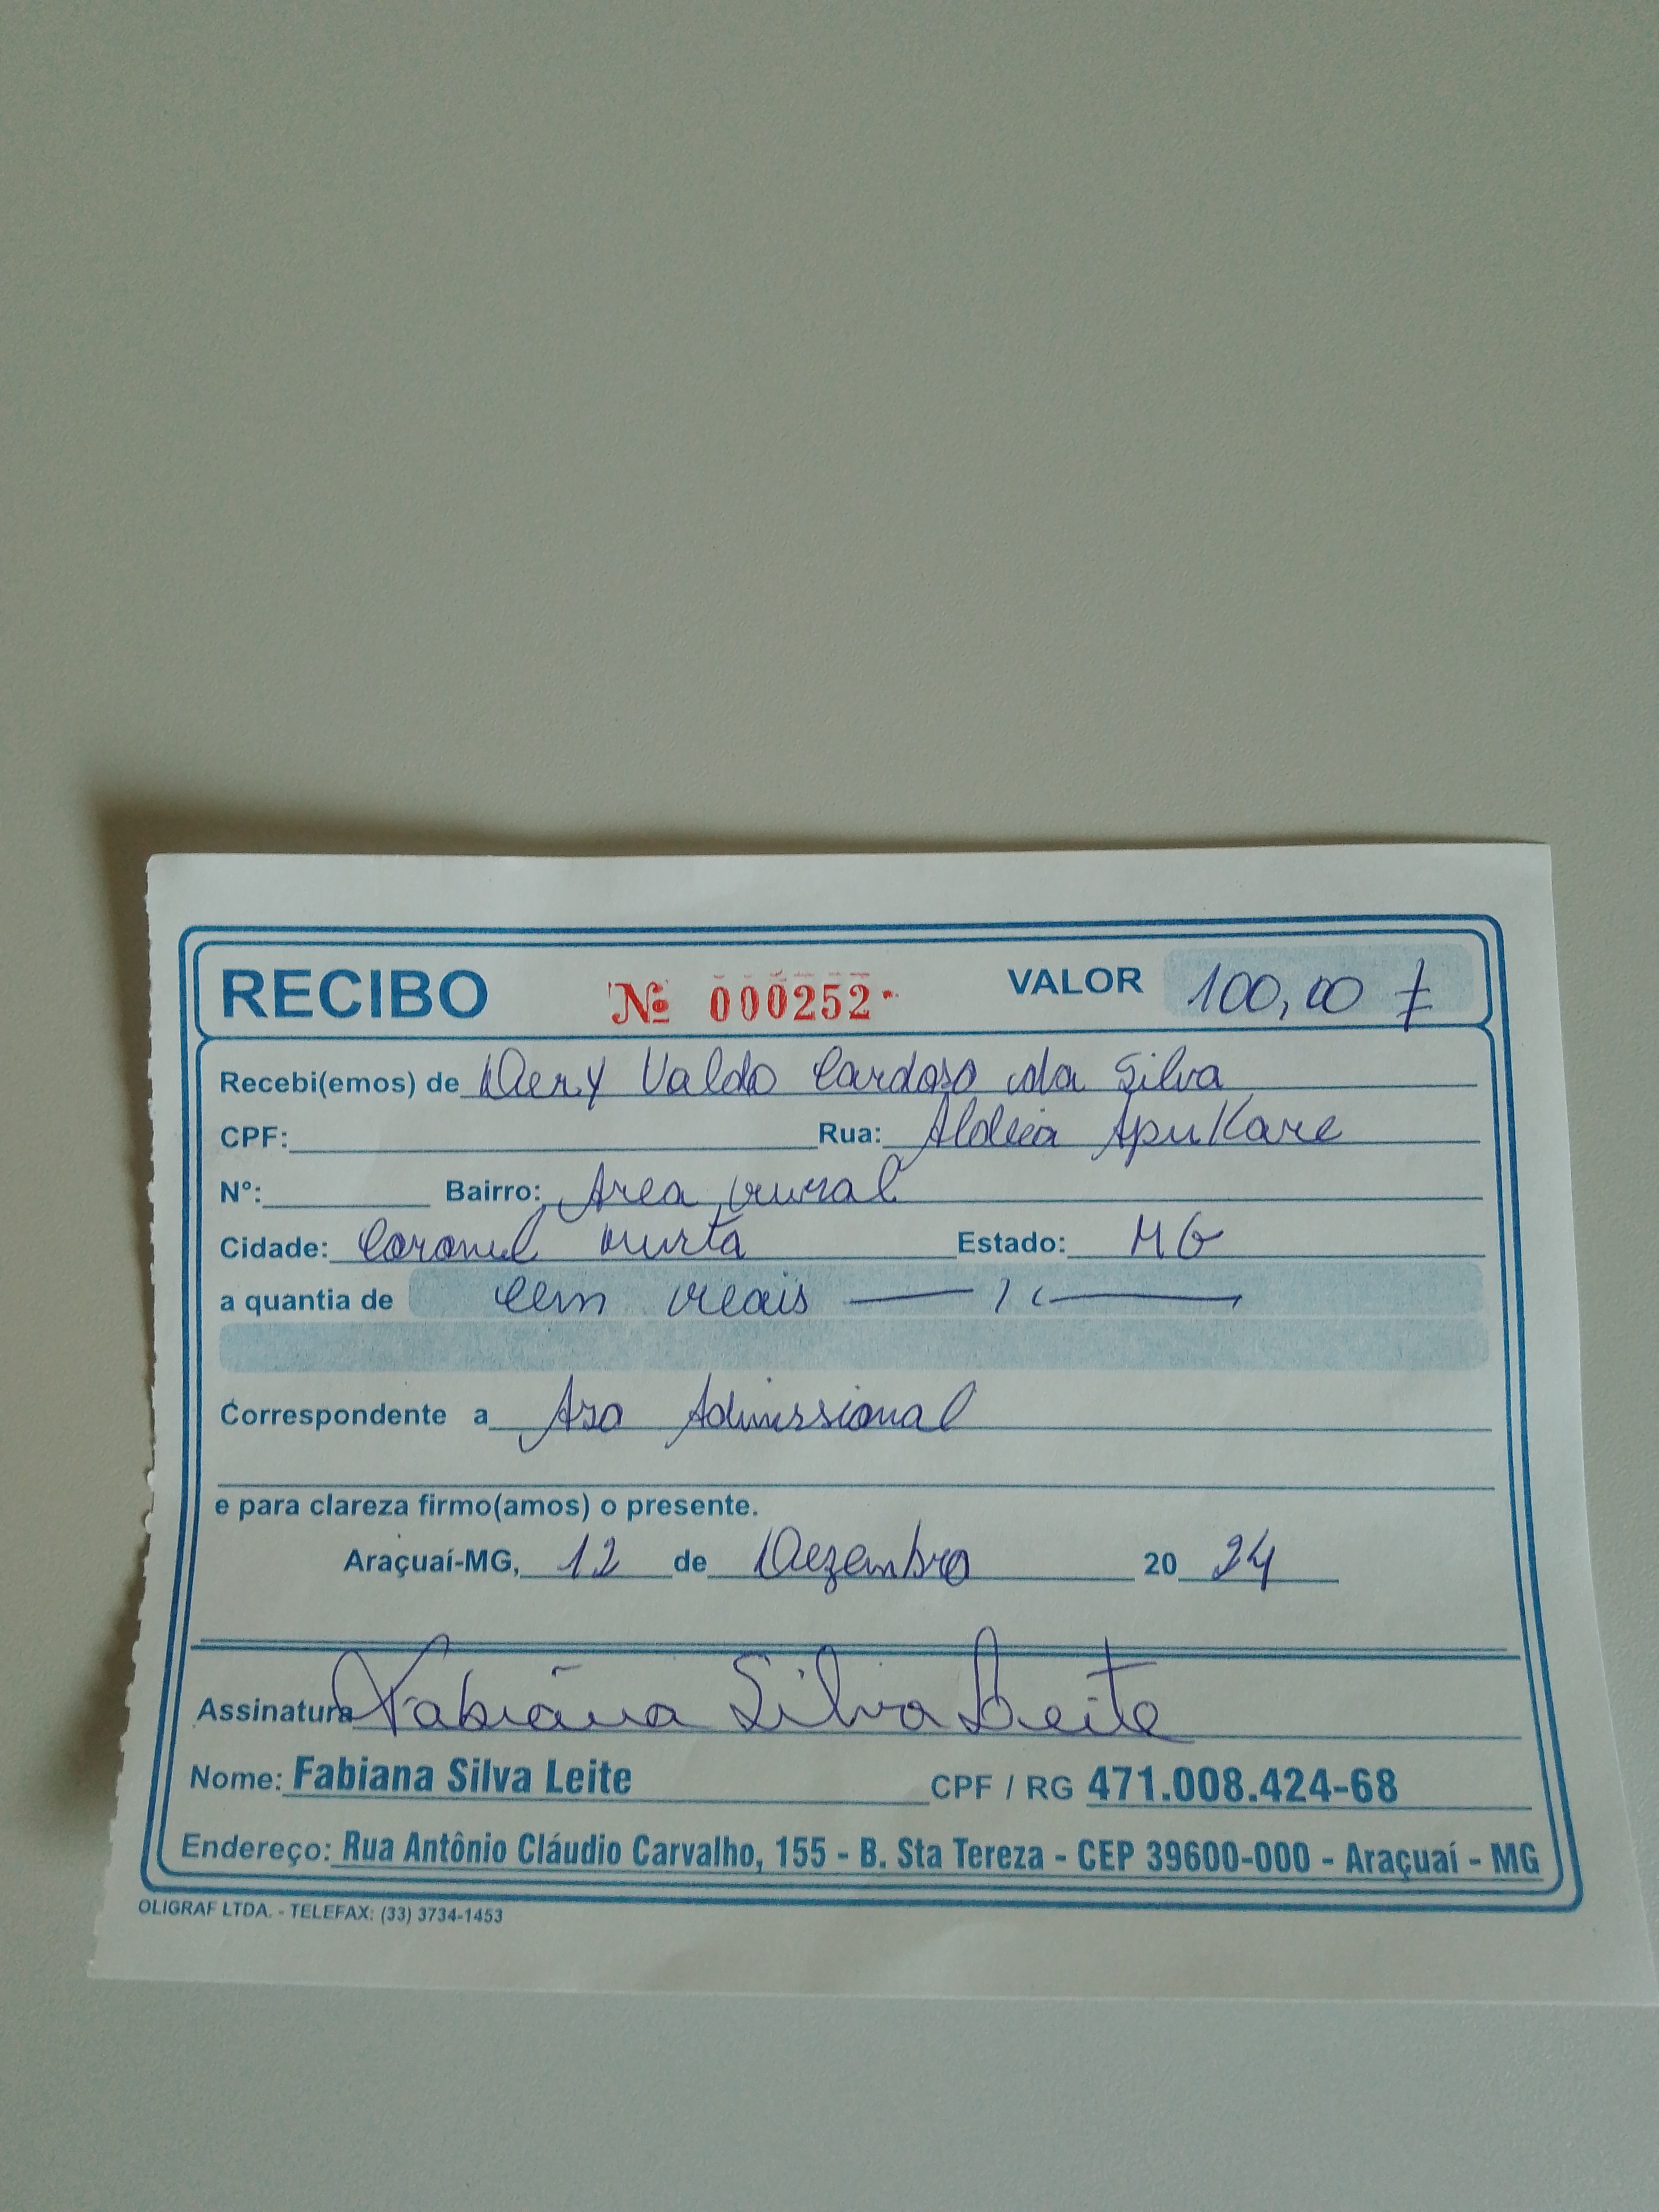 RECIBO Nº 000252 VALOR 100,00
Recebi(emos) de Dery Valdo Cardoso da Silva
CPF: Rua: Aldeia Apukare
Nº: Bairro: Area rural
Cidade: Coronel murta Estado: MG
a quantia de cem reais
Correspondente a Aso Admissional
e para clareza firmo(amos) o presente.
Araçuaí-MG, 12 de Dezembro 20 24
Assinatura Fabiana Silva Leite
Nome: Fabiana Silva Leite CPF / RG 471.008.424-68
Endereço: Rua Antônio Cláudio Carvalho, 155 - B. Sta Tereza - CEP 39600-000 - Araçuaí - MG
OLIGRAF LTDA. - TELEFAX: (33) 3734-1453